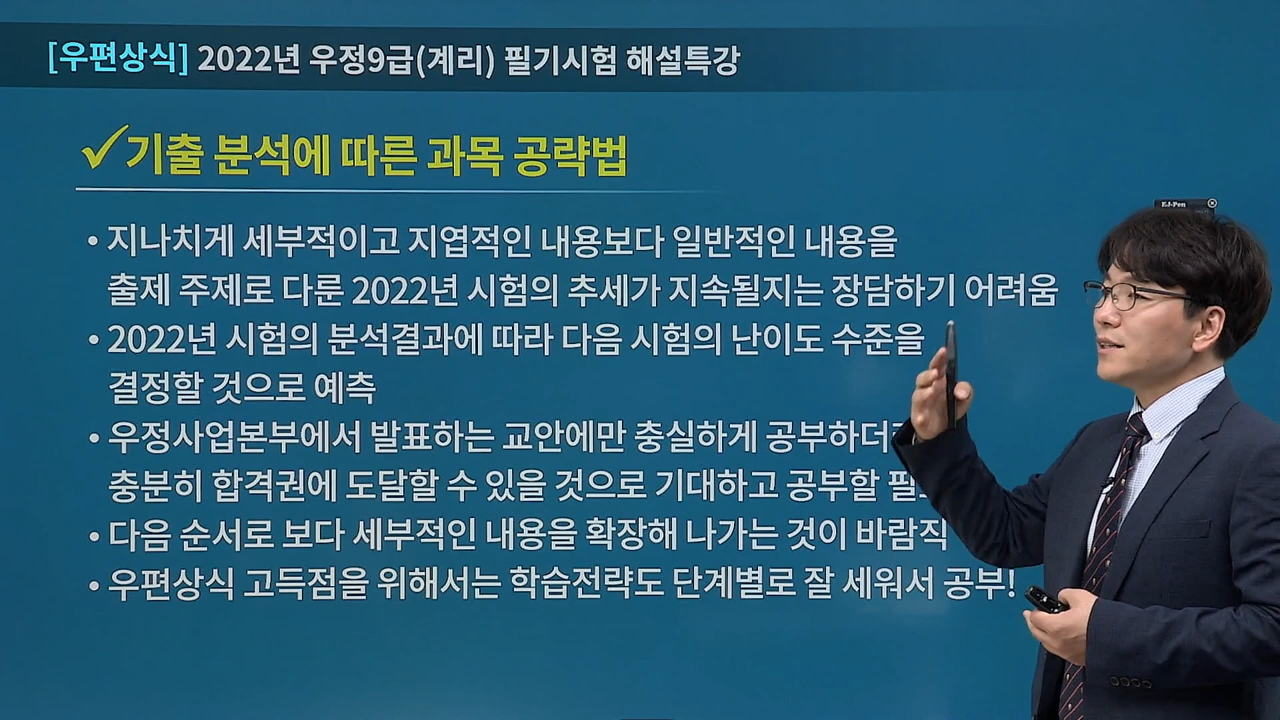 [우편상식] 2022년 우정9급(계리) 필기시험 해설특강
✓기출 분석에 따른 과목 공략법
• 지나치게 세부적이고 지엽적인 내용보다 일반적인 내용을
출제 주제로 다룬 2022년 시험의 추세가 지속될지는 장담하기 어려움
• 2022년 시험의 분석결과에 따라 다음 시험의 난이도 수준을
결정할 것으로 예측
• 우정사업본부에서 발표하는 교안에만 충실하게 공부하더
충분히 합격권에 도달할 수 있을 것으로 기대하고 공부할
• 다음 순서로 보다 세부적인 내용을 확장해 나가는 것이 바람직
• 우편상식 고득점을 위해서는 학습전략도 단계별로 잘 세워서 공부!
EJ-Pen